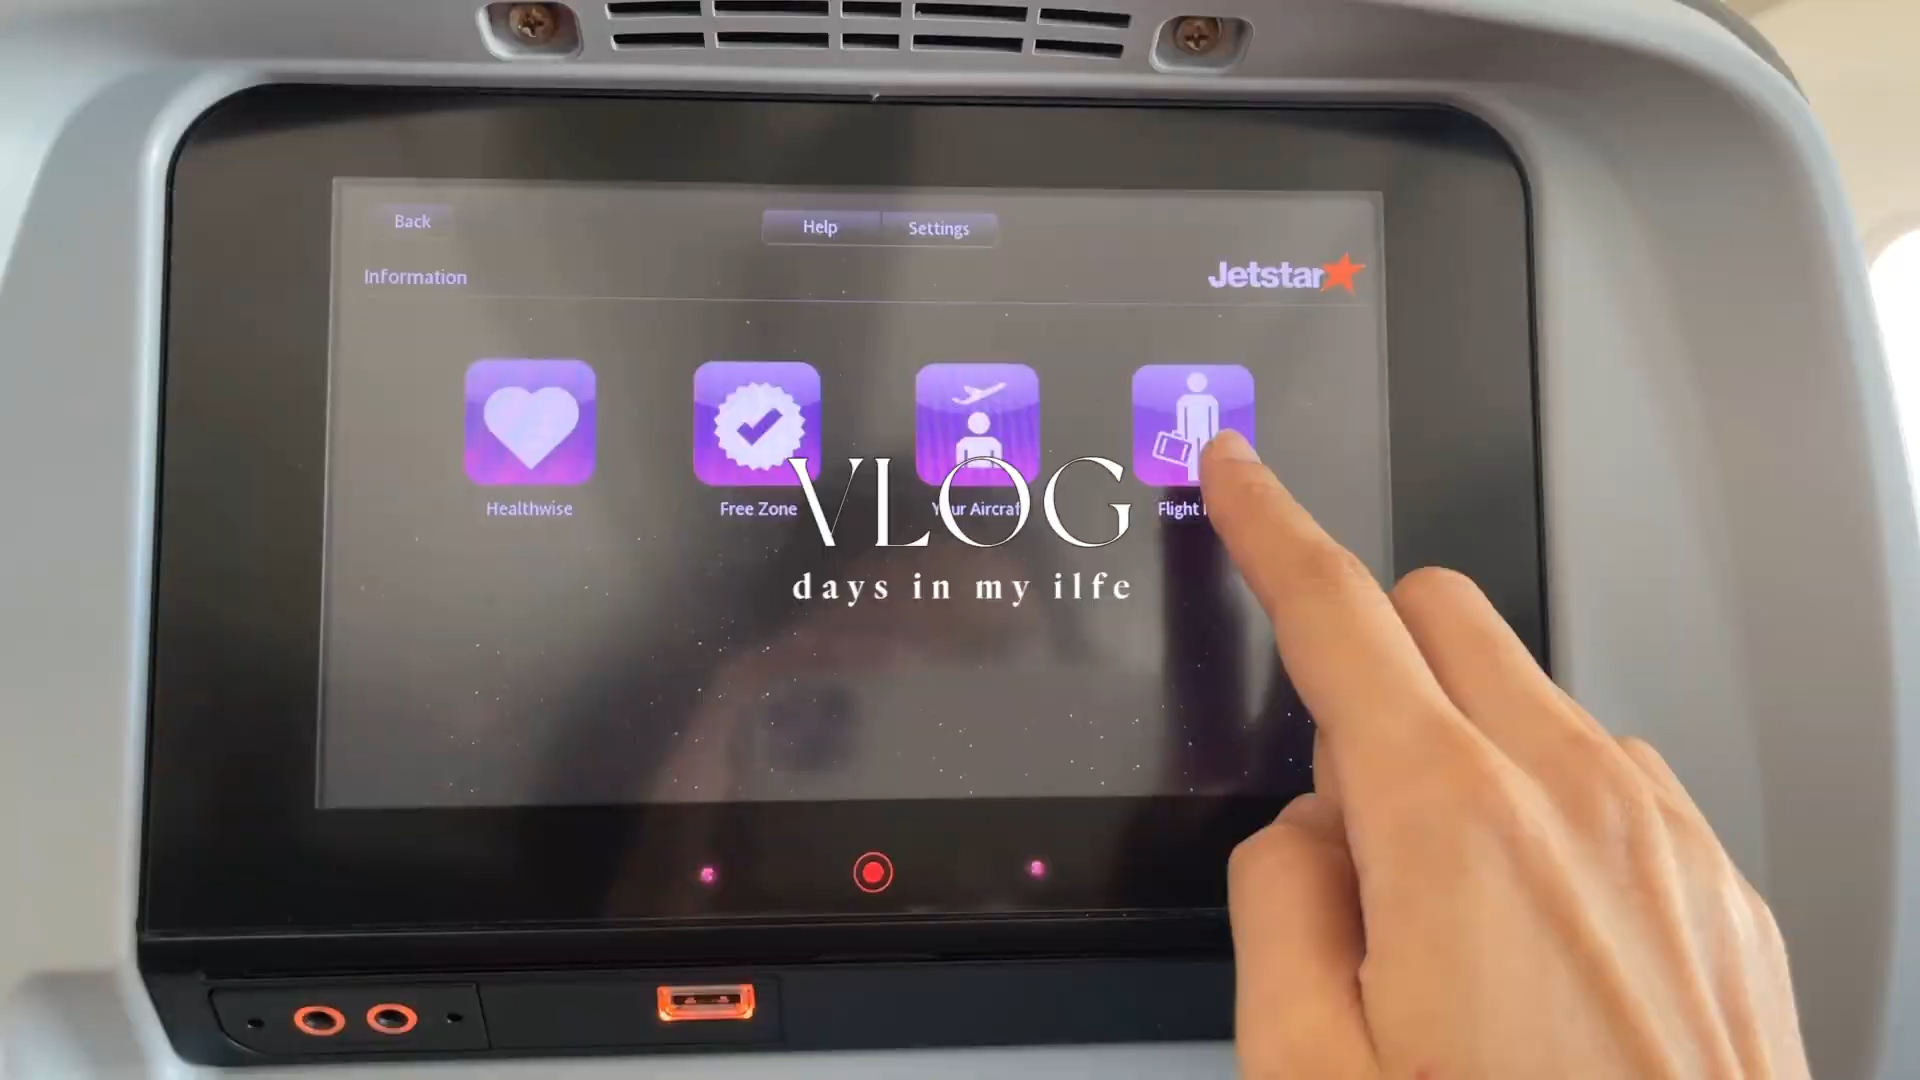 Back
Help Settings
Information
Jetstar
Healthwise Free Zone Your Aircraft Flight
VLOG
days in my ilfe